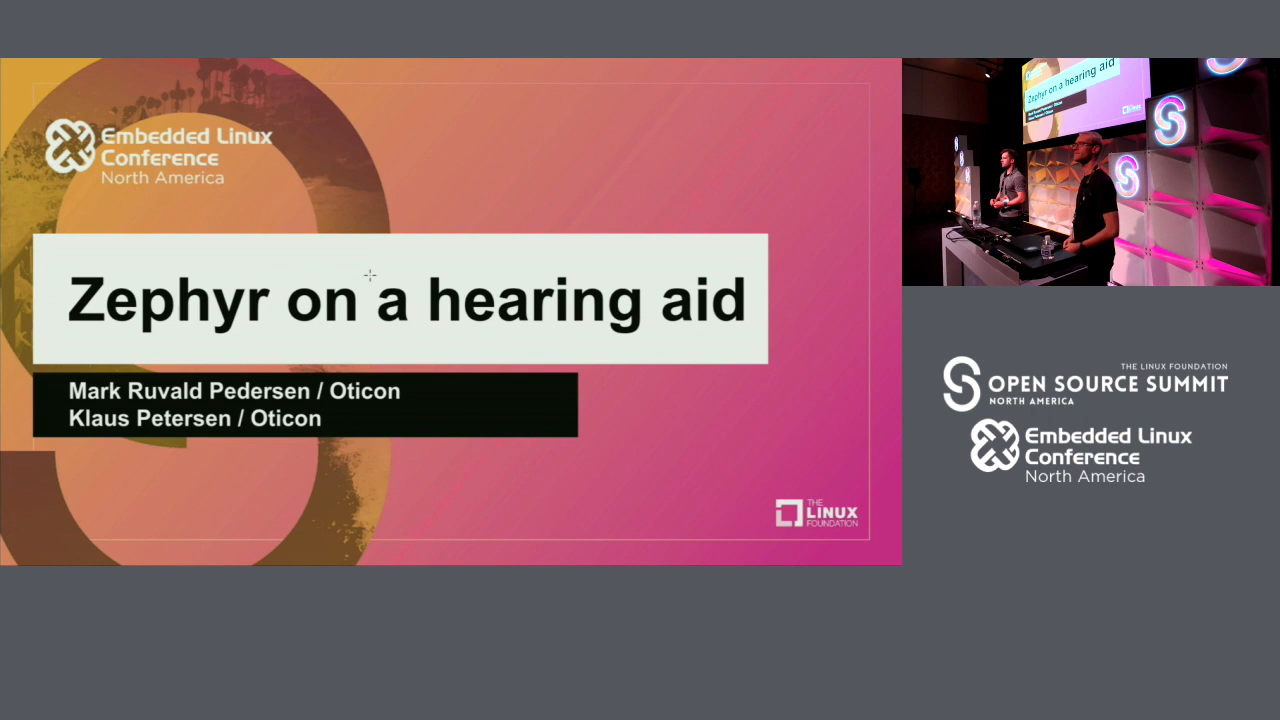 Embedded Linux
Conference
North America
Zephyr on a hearing aid
Mark Ruvald Pedersen / Oticon
Klaus Petersen / Oticon
THE
LINUX
FOUNDATION
Zephyr on a hearing aid
THE LINUX FOUNDATION
OPEN SOURCE SUMMIT
NORTH AMERICA
Embedded Linux
Conference
North America